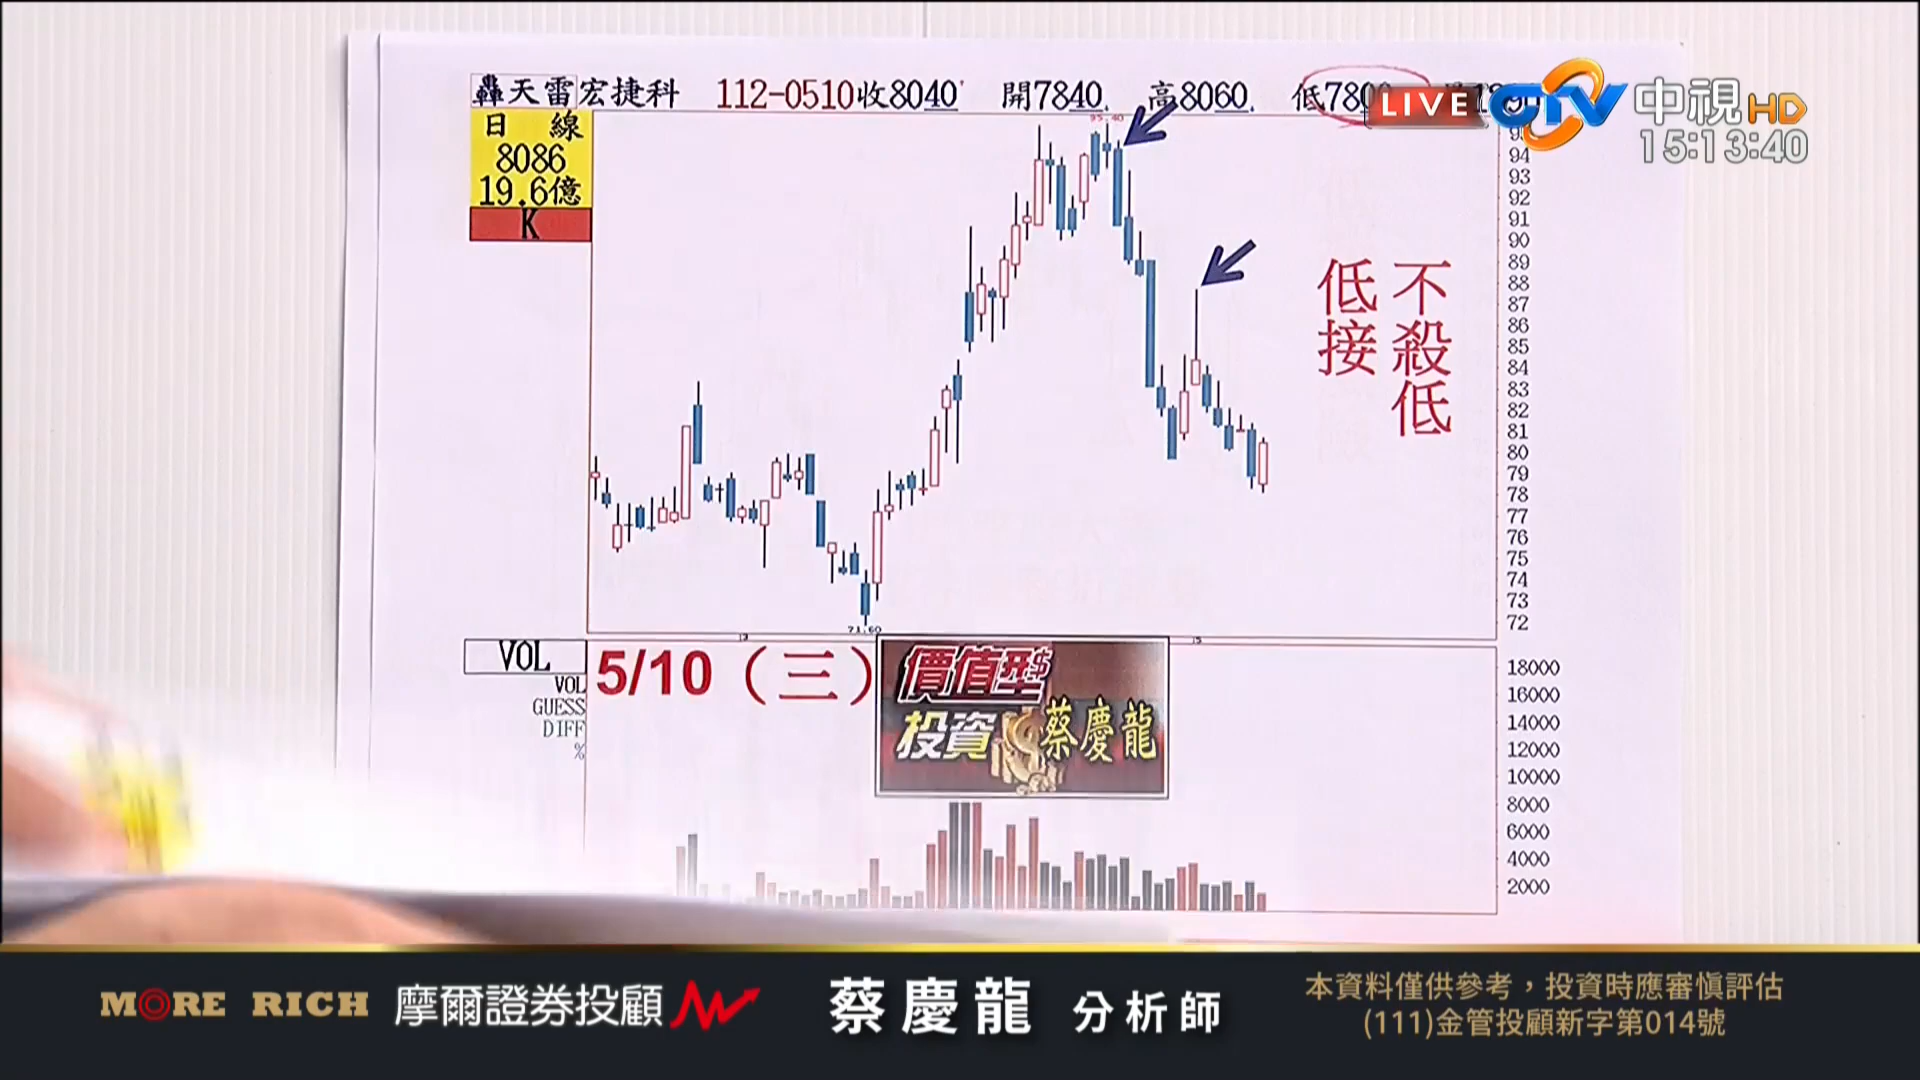 轟天雷宏捷科 112-0510收8040' 開7840. 高8060. 低780
LIVE CTV 中視HD
15:13:40
日 線
8086
19.6億
K
95.40
94
93
92
91
90
89
88
87
86
85
84
83
82
81
80
79
78
77
76
75
74
73
72
不殺低
低接
71.60
VOL
VOL
GUESS
DIFF
%
5/10（三）
價值型$
投資 蔡慶龍
18000
16000
14000
12000
10000
8000
6000
4000
2000
MORE RICH 摩爾證券投顧
蔡慶龍 分析師
本資料僅供參考，投資時應審慎評估
(111)金管投顧新字第014號